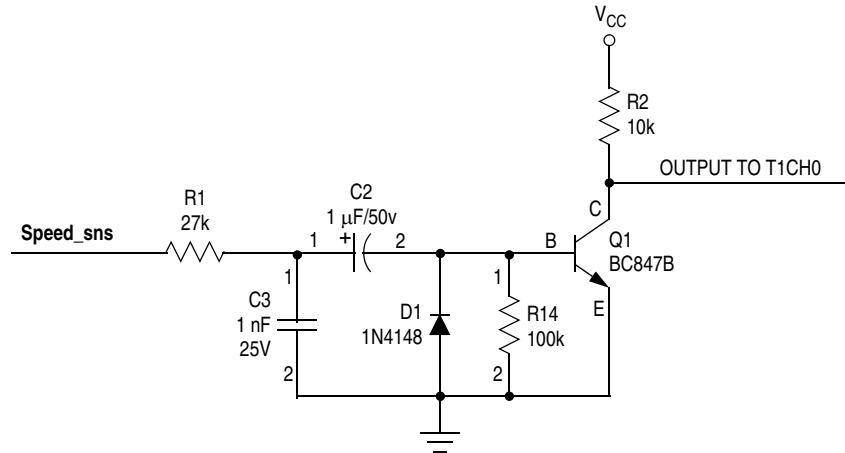 VCC
R2
10k
OUTPUT TO T1CH0
R1
27k
C2
1 μF/50v
Speed_sns
1
+
2
C
B
Q1
BC847B
E
1
C3
1 nF
25V
2
D1
1N4148
1
R14
100k
2